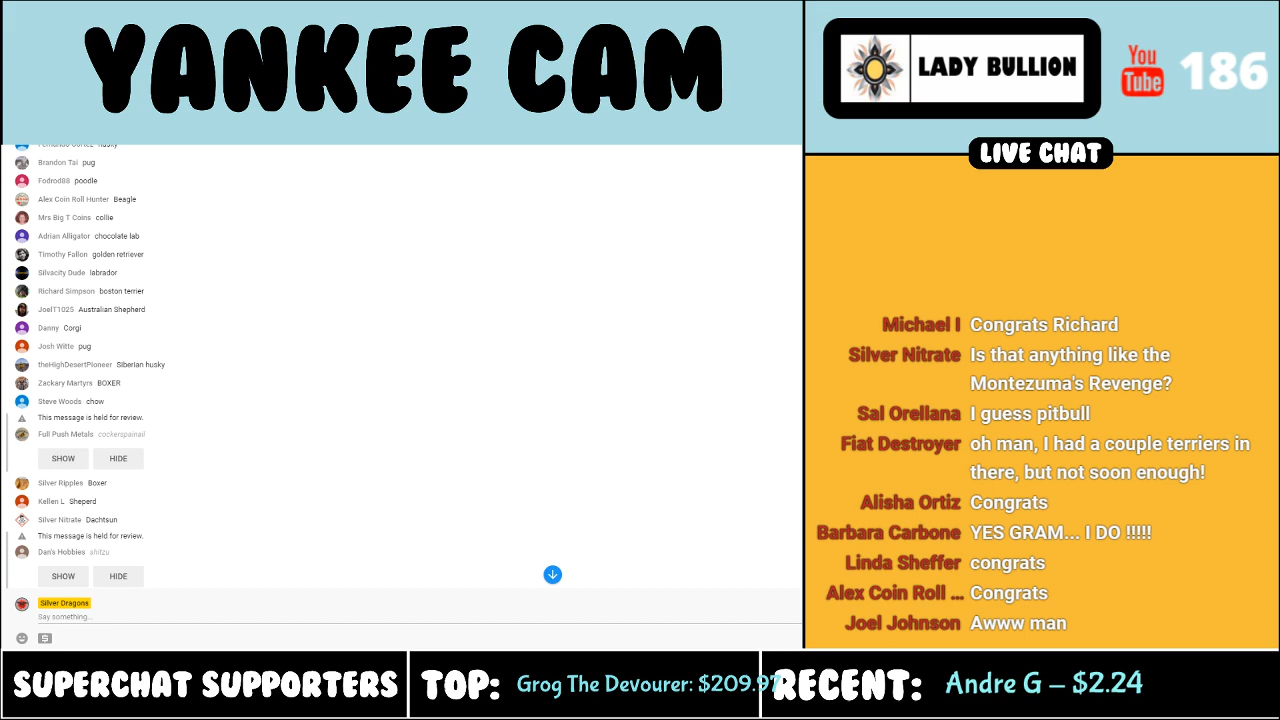 YANKEE CAM
LADY BULLION
You
Tube
186
LIVE CHAT
Brandon Tai pug
Fodrod88 poodle
Alex Coin Roll Hunter Beagle
Mrs Big T Coins collie
Adrian Alligator chocolate lab
Timothy Fallon golden retriever
Silvacity Dude labrador
Richard Simpson boston terrier
JoelT1025 Australian Shepherd
Danny Corgi
Josh Witte pug
theHighDesertPioneer Siberian husky
Zackary Martyrs BOXER
Steve Woods chow
This message is held for review.
Full Push Metals cockerspainail
SHOW HIDE
Silver Ripples Boxer
Kellen L Sheperd
Silver Nitrate Dachtsun
This message is held for review.
Dan's Hobbies shitzu
SHOW HIDE
Silver Dragons
Say something...
Michael I Congrats Richard
Silver Nitrate Is that anything like the
Montezuma's Revenge?
Sal Orellana I guess pitbull
Fiat Destroyer oh man, I had a couple terriers in
there, but not soon enough!
Alisha Ortiz Congrats
Barbara Carbone YES GRAM... I DO !!!!!
Linda Sheffer congrats
Alex Coin Roll ... Congrats
Joel Johnson Awww man
SUPERCHAT SUPPORTERS
TOP: Grog The Devourer: $209.97
RECENT: Andre G – $2.24